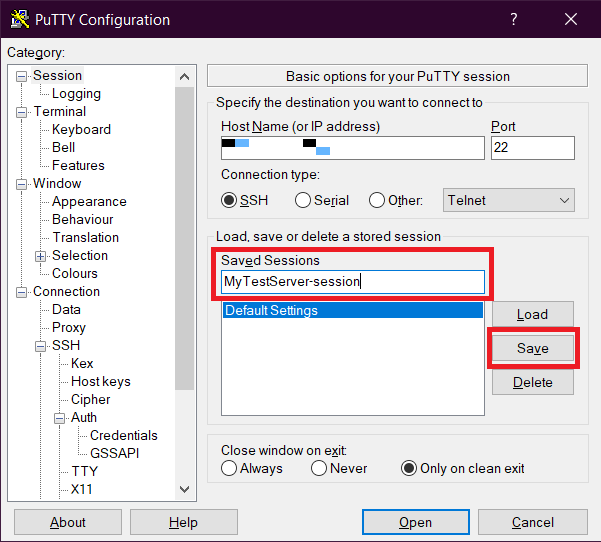 PuTTY Configuration
?
Category:
Session
Logging
Terminal
Keyboard
Bell
Features
Window
Appearance
Behaviour
Translation
Selection
Colours
Connection
Data
Proxy
SSH
Kex
Host keys
Cipher
Auth
Credentials
GSSAPI
TTY
X11
Basic options for your PuTTY session
Specify the destination you want to connect to
Host Name (or IP address) Port
22
Connection type:
SSH Serial Other: Telnet
Load, save or delete a stored session
Saved Sessions
MyTestServer-session
Default Settings
Load
Save
Delete
Close window on exit:
Always Never Only on clean exit
About Help Open Cancel